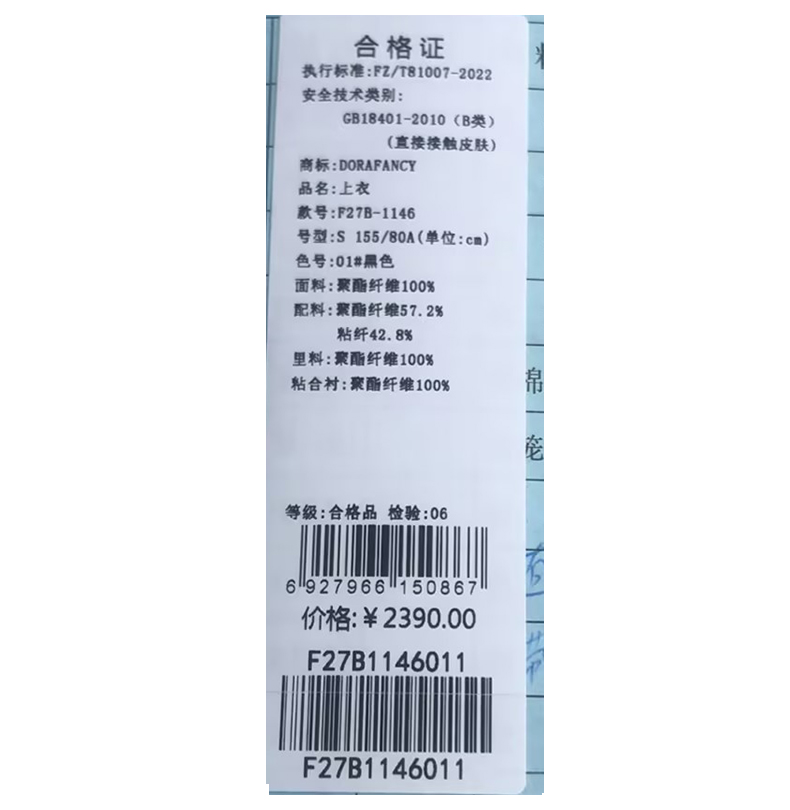 合格证
执行标准:FZ/T81007-2022
安全技术类别:
GB18401-2010（B类）
(直接接触皮肤)
商标:DORAFANCY
品名:上衣
款号:F27B-1146
号型:S 155/80A(单位:cm)
色号:01#黑色
面料:聚酯纤维100%
配料:聚酯纤维57.2%
粘纤42.8%
里料:聚酯纤维100%
粘合衬:聚酯纤维100%
等级:合格品 检验:06
6 927966 150867
价格:¥2390.00
F27B1146011
F27B1146011
棉
笼